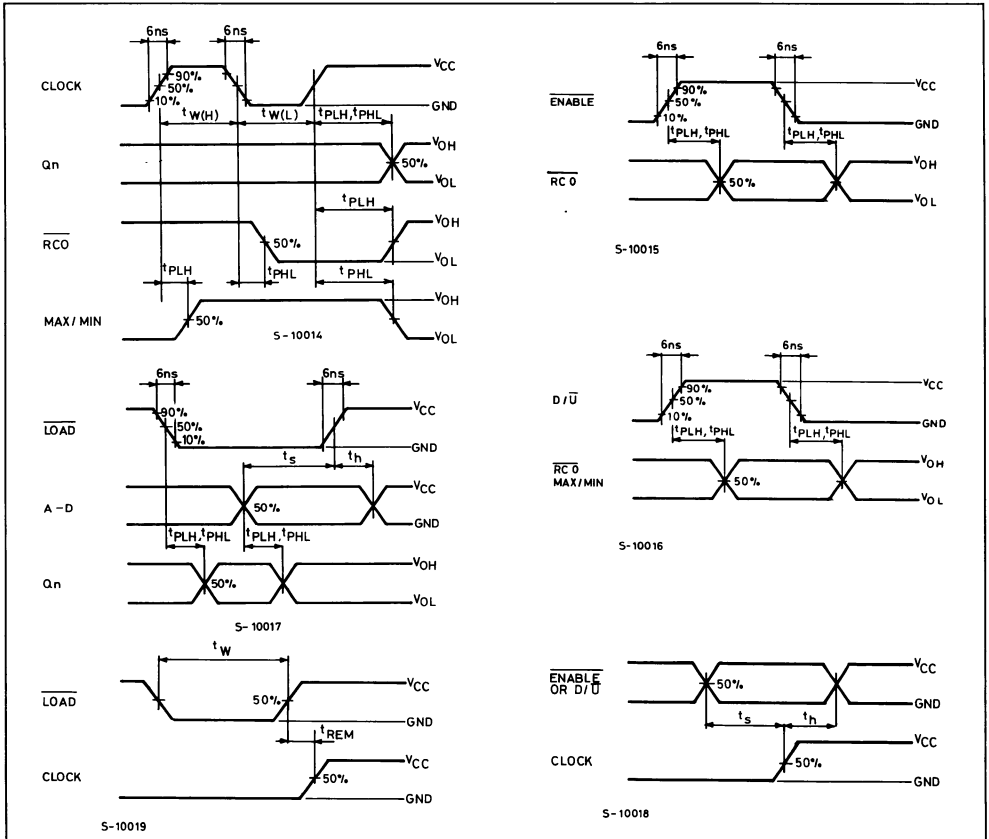 6ns 6ns
CLOCK
90%
50%
10%
VCC
GND
tW(H) tW(L) tPLH,tPHL
Qn
VOH
50%
VOL
tPLH
RCO
VOH
50%
VOL
tPLH tPHL tPHL
MAX/MIN
VOH
50%
VOL
S-10014
6ns 6ns
ENABLE
90%
50%
10%
VCC
GND
tPLH,tPHL tPLH,tPHL
RC0
VOH
50%
VOL
S-10015
6ns 6ns
LOAD
90%
50%
10%
VCC
GND
ts th
A-D
VCC
50%
GND
tPLH,tPHL tPLH,tPHL
Qn
VOH
50%
VOL
S-10017
6ns 6ns
D/U
90%
50%
10%
VCC
GND
tPLH,tPHL tPLH,tPHL
RC0
MAX/MIN
VOH
50%
VOL
S-10016
tW
LOAD
VCC
50%
GND
tREM
CLOCK
VCC
50%
GND
S-10019
ENABLE
OR D/U
VCC
50%
GND
ts th
CLOCK
VCC
50%
GND
S-10018